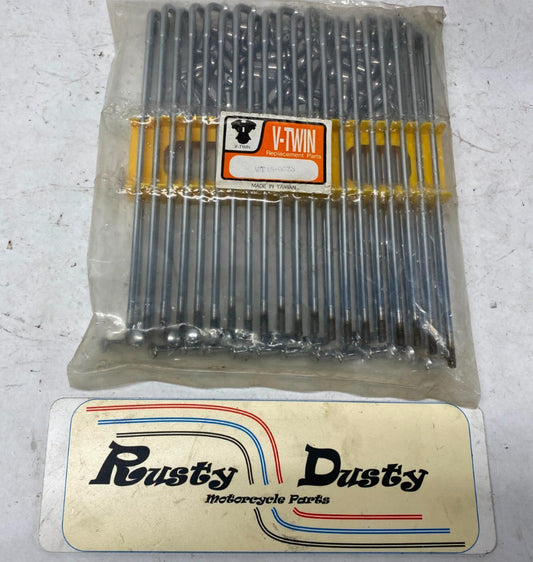 V-TWIN
V-TWIN
Replacement Parts
MADE IN TAIWAN
Rusty Dusty
Motorcycle Parts